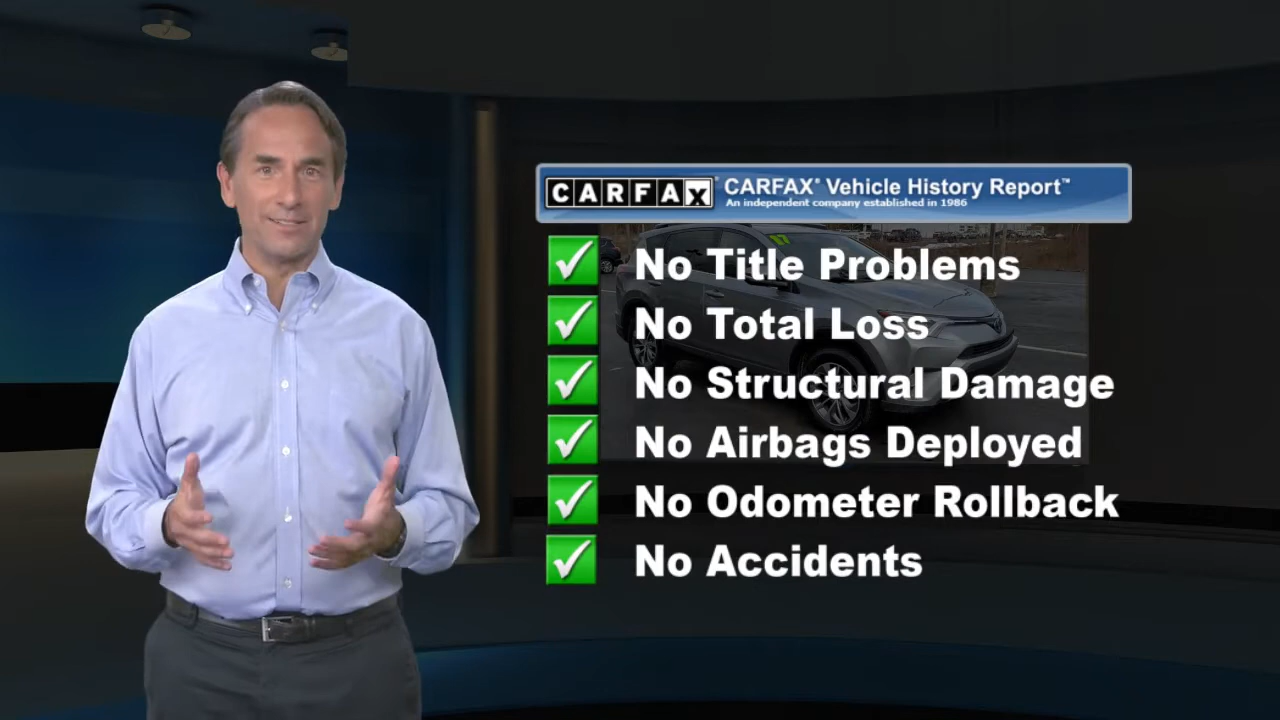 CARFAX® CARFAX® Vehicle History Report™
An independent company established in 1986
No Title Problems
No Total Loss
No Structural Damage
No Airbags Deployed
No Odometer Rollback
No Accidents
17